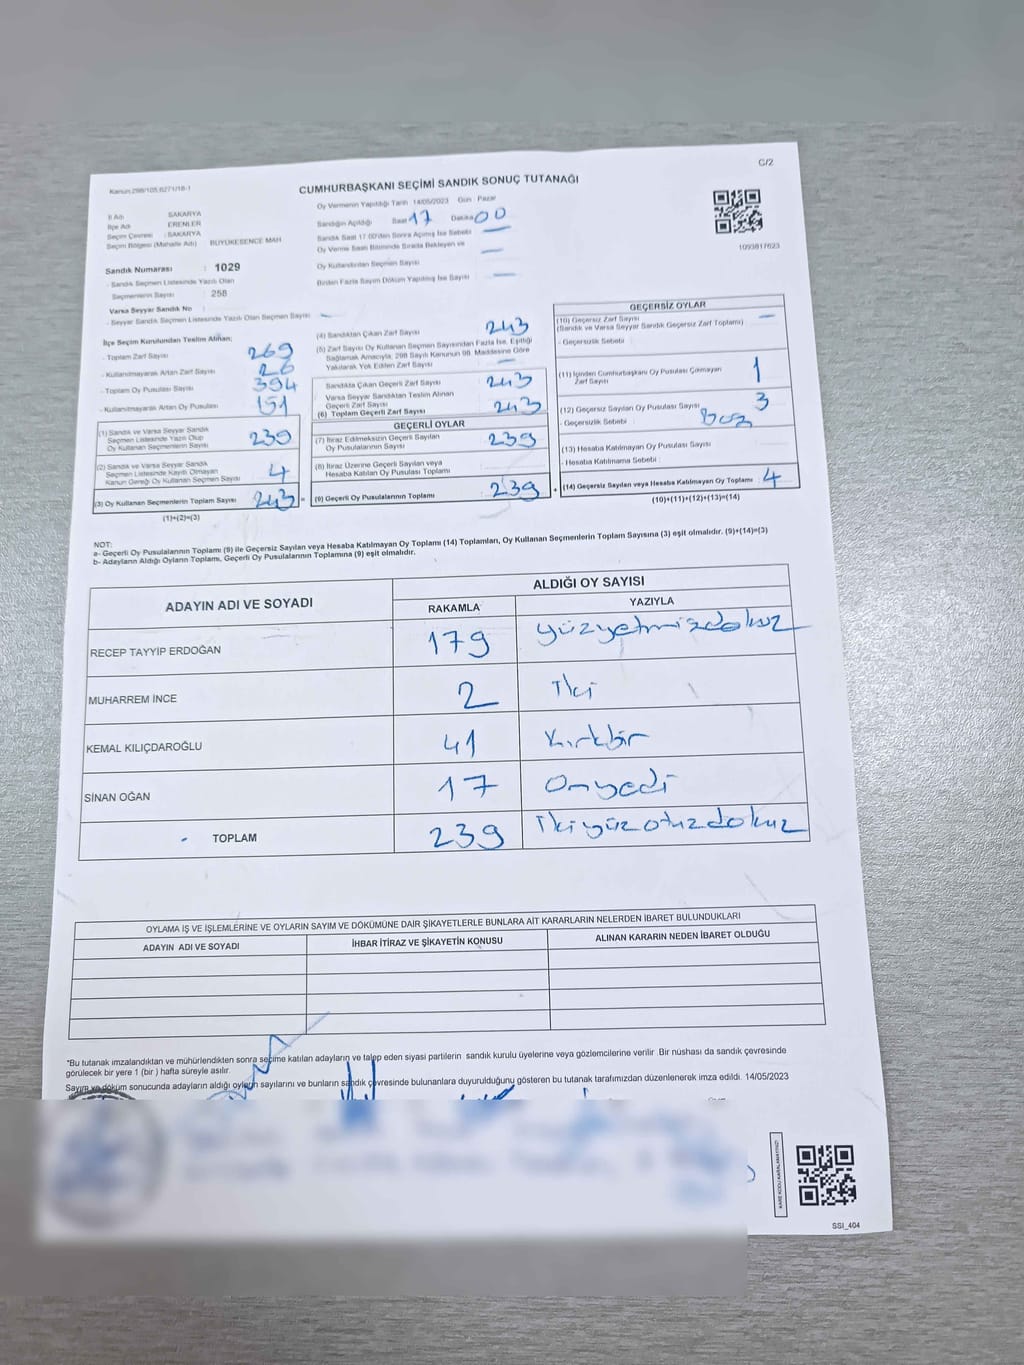 C/2
Kanun 298/105 6271/18-1
CUMHURBAŞKANI SEÇİMİ SANDIK SONUÇ TUTANAĞI
İl Adı : SAKARYA
İlçe Adı : ERENLER
Seçim Çevresi : SAKARYA
Seçim Bölgesi (Mahalle Adı) : BÜYÜKESENCE MAH
Sandık Numarası : 1029
- Sandık Seçmen Listesinde Yazılı Olan
Seçmenlerin Sayısı : 258
Varsa Seyyar Sandık No :
- Seyyar Sandık Seçmen Listesinde Yazılı Olan Seçmen Sayısı : -
Oy Vermenin Yapıldığı Tarih 14/05/2023 Gün : Pazar
Sandığın Açıldığı Saat 17 Dakika 00
Sandık Saat 17 00'den Sonra Açılmış İse Sebebi —
Oy Verme Saati Bitiminde Sırada Bekleyen ve
Oy Kullandırılan Seçmen Sayısı —
Birden Fazla Sayım Döküm Yapılmış İse Sayısı —
1093817623
İlçe Seçim Kurulundan Teslim Alınan;
- Toplam Zarf Sayısı 269
- Kullanılmayarak Artan Zarf Sayısı 26
- Toplam Oy Pusulası Sayısı 394
- Kullanılmayarak Artan Oy Pusulası 151
(1) Sandık ve Varsa Seyyar Sandık
Seçmen Listesinde Yazılı Olup
Oy Kullanan Seçmenlerin Sayısı 239
(2) Sandık ve Varsa Seyyar Sandık
Seçmen Listesinde Kayıtlı Olmayan
Kanun Gereği Oy Kullanan Seçmen Sayısı 4
(3) Oy Kullanan Seçmenlerin Toplam Sayısı 243 =
(1)+(2)=(3)
(4) Sandıktan Çıkan Zarf Sayısı 243
(5) Zarf Sayısı Oy Kullanan Seçmen Sayısından Fazla İse, Eşitliği
Sağlamak Amacıyla, 298 Sayılı Kanunun 98. Maddesine Göre
Yakılarak Yok Edilen Zarf Sayısı —
Sandıkta Çıkan Geçerli Zarf Sayısı 243
Varsa Seyyar Sandıktan Teslim Alınan
Geçerli Zarf Sayısı
(6) Toplam Geçerli Zarf Sayısı 243
GEÇERLİ OYLAR
(7) İtiraz Edilmeksizin Geçerli Sayılan
Oy Pusulalarının Sayısı 239
(8) İtiraz Üzerine Geçerli Sayılan veya
Hesaba Katılan Oy Pusulası Toplamı
(9) Geçerli Oy Pusulalarının Toplamı 239 +
GEÇERSİZ OYLAR
(10) Geçersiz Zarf Sayısı —
(Sandık ve Varsa Seyyar Sandık Geçersiz Zarf Toplamı)
- Geçersizlik Sebebi :
(11) İçinden Cumhurbaşkanı Oy Pusulası Çıkmayan
Zarf Sayısı 1
(12) Geçersiz Sayılan Oy Pusulası Sayısı 3
- Geçersizlik Sebebi :
(13) Hesaba Katılmayan Oy Pusulası Sayısı
- Hesaba Katılmama Sebebi :
(14) Geçersiz Sayılan veya Hesaba Katılmayan Oy Toplamı 4
(10)+(11)+(12)+(13)=(14)
NOT:
a- Geçerli Oy Pusulalarının Toplamı (9) ile Geçersiz Sayılan veya Hesaba Katılmayan Oy Toplamı (14) Toplamları, Oy Kullanan Seçmenlerin Toplam Sayısına (3) eşit olmalıdır. (9)+(14)=(3)
b- Adayların Aldığı Oyların Toplamı, Geçerli Oy Pusulalarının Toplamına (9) eşit olmalıdır.
ADAYIN ADI VE SOYADI ALDIĞI OY SAYISI
RAKAMLA YAZIYLA
RECEP TAYYİP ERDOĞAN 179 yüzyetmişdokuz
MUHARREM İNCE 2 İki
KEMAL KILIÇDAROĞLU 41 Kırkbir
SİNAN OĞAN 17 Onyedi
TOPLAM 239 İkiyüzotuzdokuz
OYLAMA İŞ VE İŞLEMLERİNE VE OYLARIN SAYIM VE DÖKÜMÜNE DAİR ŞİKAYETLERLE BUNLARA AİT KARARLARIN NELERDEN İBARET BULUNDUKLARI
ADAYIN ADI VE SOYADI İHBAR İTİRAZ VE ŞİKAYETİN KONUSU ALINAN KARARIN NEDEN İBARET OLDUĞU
*Bu tutanak imzalandıktan ve mühürlendikten sonra seçime katılan adayların ve talep eden siyasi partilerin sandık kurulu üyelerine veya gözlemcilerine verilir. Bir nüshası da sandık çevresinde
görülecek bir yere 1 (bir ) hafta süreyle asılır.
Sayım ve döküm sonucunda adayların aldığı oyların sayılarını ve bunların sandık çevresinde bulunanlara duyurulduğunu gösteren bu tutanak tarafımızdan düzenlenerek imza edildi. 14/05/2023
SSI_404